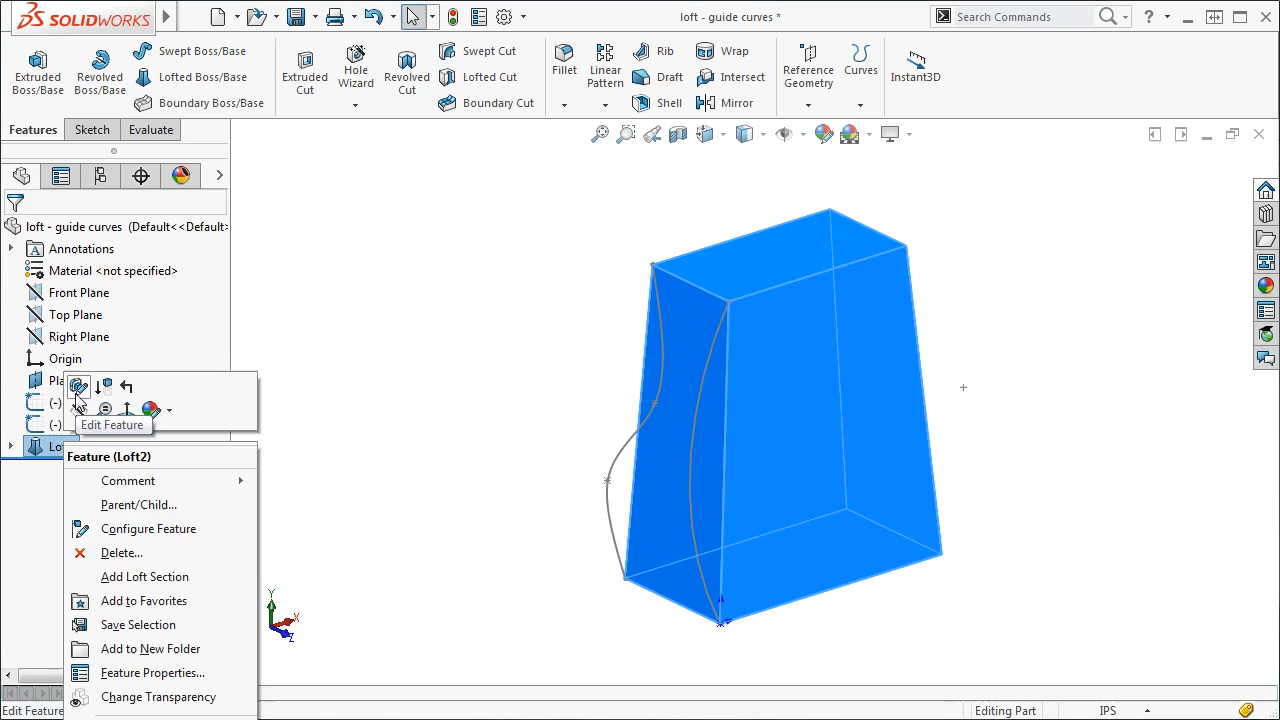 SOLIDWORKS
loft - guide curves *
Search Commands
?
Extruded Boss/Base
Revolved Boss/Base
Swept Boss/Base
Lofted Boss/Base
Boundary Boss/Base
Extruded Cut
Hole Wizard
Revolved Cut
Swept Cut
Lofted Cut
Boundary Cut
Fillet
Linear Pattern
Rib
Draft
Shell
Wrap
Intersect
Mirror
Reference Geometry
Curves
Instant3D
Features
Sketch
Evaluate
loft - guide curves (Default<<Default>
Annotations
Material <not specified>
Front Plane
Top Plane
Right Plane
Origin
Pla
(-)
(-)
Lo
Edit Feature
Feature (Loft2)
Comment
Parent/Child...
Configure Feature
Delete...
Add Loft Section
Add to Favorites
Save Selection
Add to New Folder
Feature Properties...
Change Transparency
Y
X
Z
Edit Feature
Editing Part
IPS